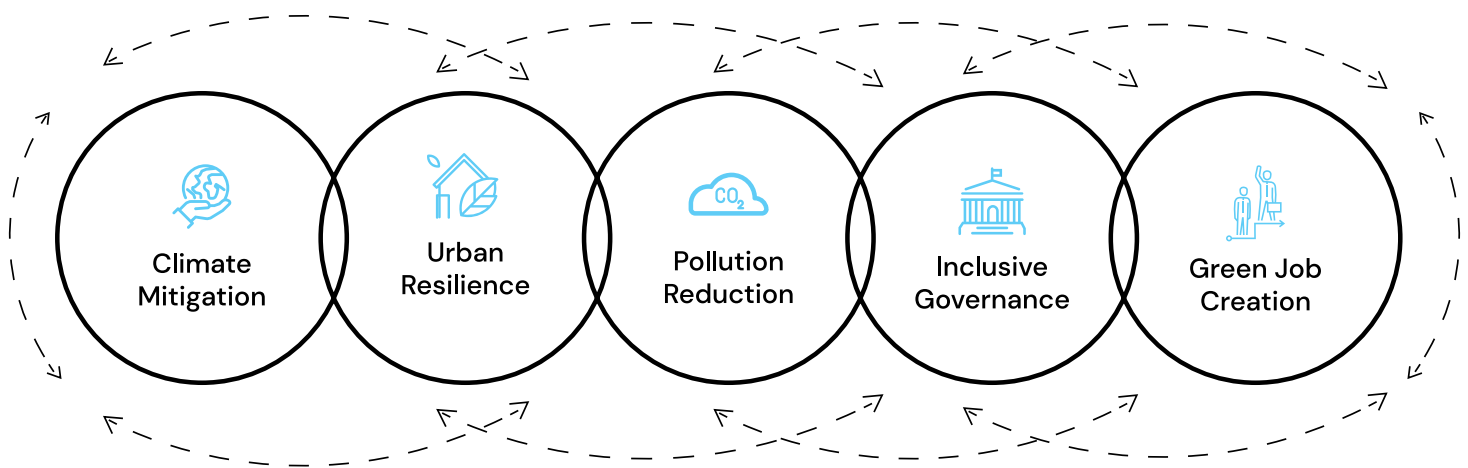 Climate
Mitigation
Urban
Resilience
CO₂
Pollution
Reduction
Inclusive
Governance
Green Job
Creation